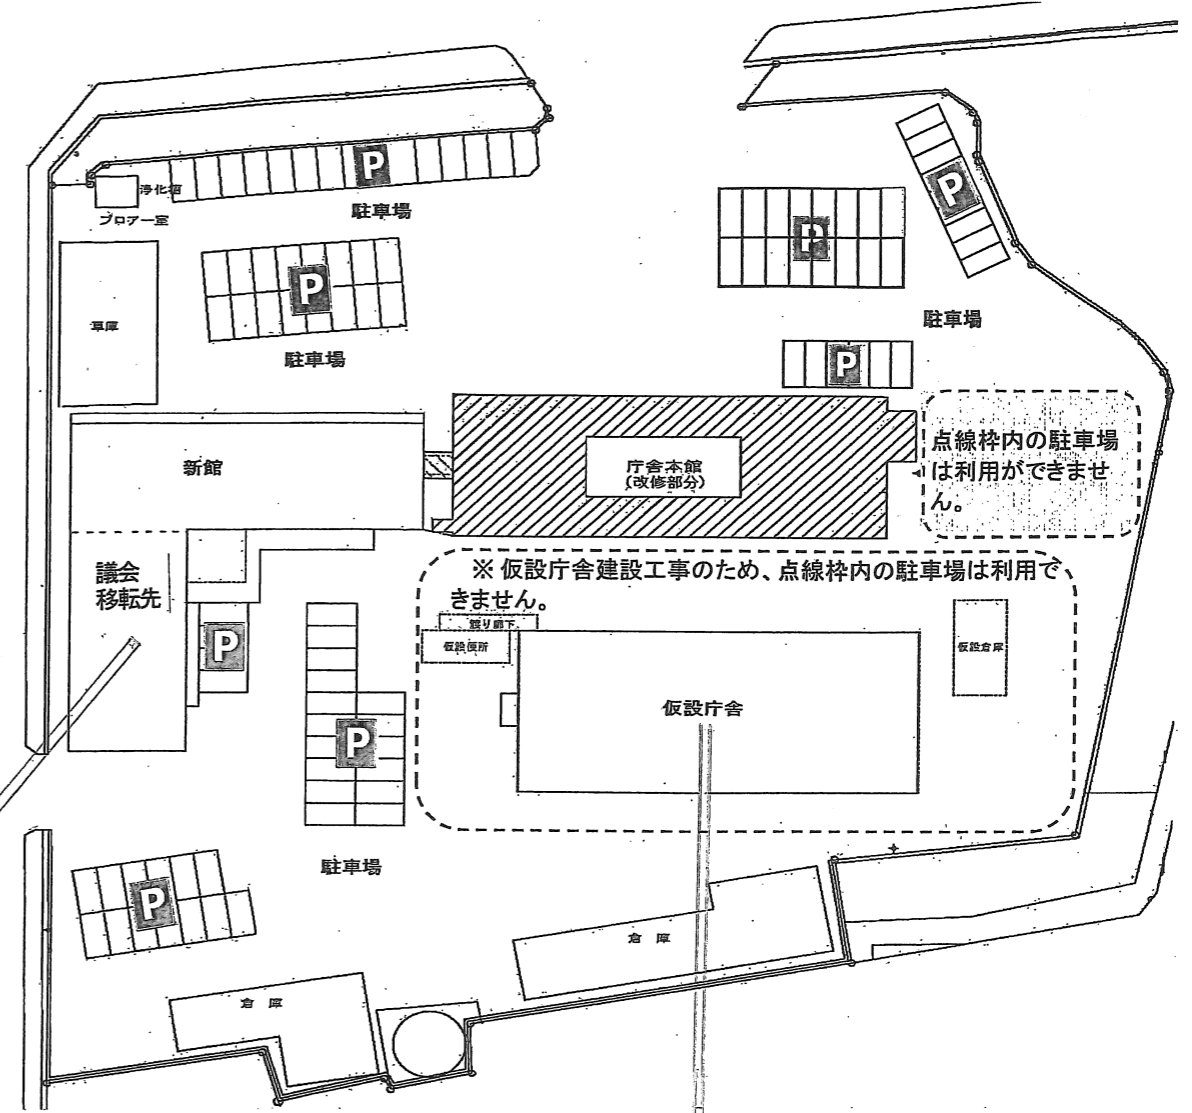 P
浄化槽
ブロアー室
駐車場
P
P
P
車庫
駐車場
駐車場
P
新館
庁舎本館
(改修部分)
点線枠内の駐車場
は利用ができませ
ん。
議会
移転先
※ 仮設庁舎建設工事のため、点線枠内の駐車場は利用で
きません。
渡り廊下
仮設便所
仮設倉庫
P
仮設庁舎
P
駐車場
P
倉 庫
倉 庫